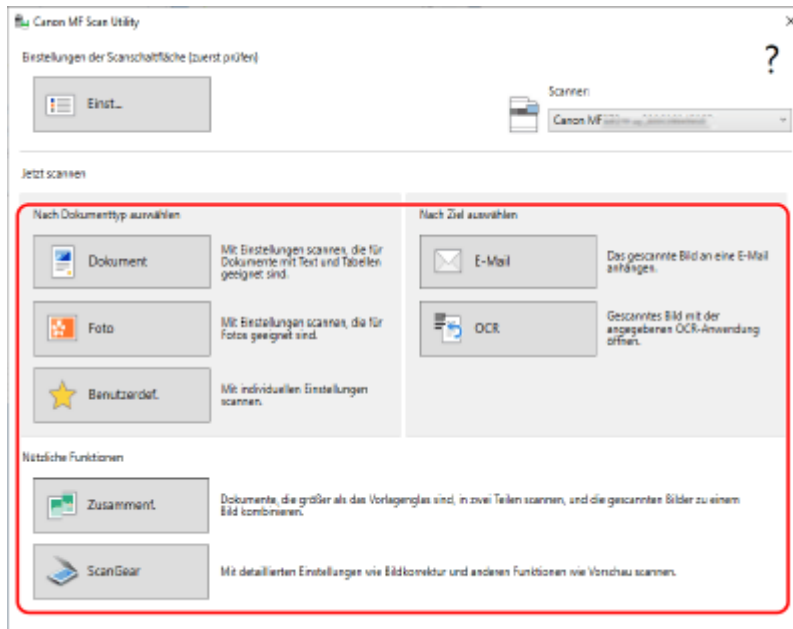 Canon MF Scan Utility
Einstellungen der Scanschaltfläche (zuerst prüfen)
?
Einst...
Scanner:
Canon MF
Jetzt scannen
Nach Dokumenttyp auswählen
Dokument
Mit Einstellungen scannen, die für
Dokumente mit Text und Tabellen
geeignet sind.
Foto
Mit Einstellungen scannen, die für
Fotos geeignet sind.
Benutzerdef.
Mit individuellen Einstellungen
scannen.
Nach Ziel auswählen
E-Mail
Das gescannte Bild an eine E-Mail
anhängen.
OCR
Gescanntes Bild mit der
angegebenen OCR-Anwendung
öffnen.
Nützliche Funktionen
Zusammenf.
Dokumente, die größer als das Vorlagenglas sind, in zwei Teilen scannen, und die gescannten Bilder zu einem
Bild kombinieren.
ScanGear
Mit detaillierten Einstellungen wie Bildkorrektur und anderen Funktionen wie Vorschau scannen.